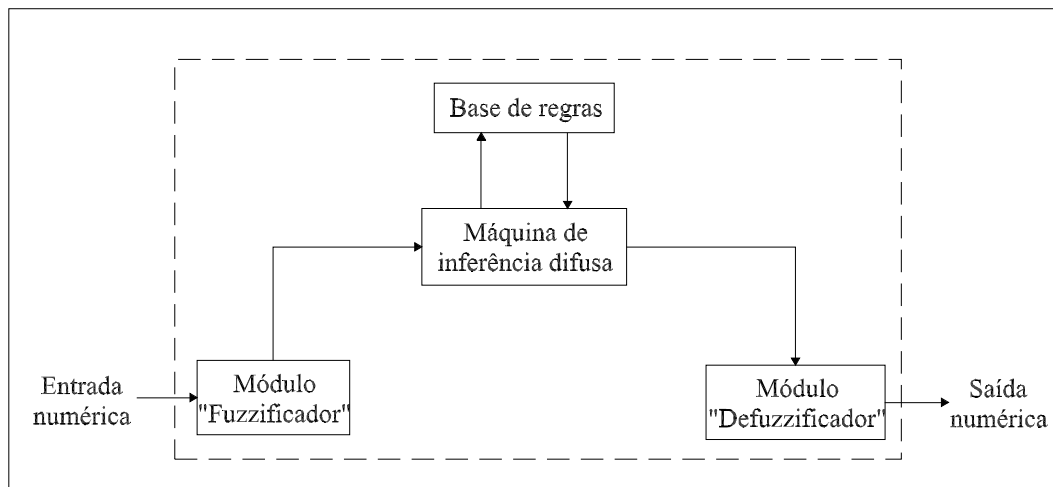 Base de regras
Máquina de
inferência difusa
Entrada
numérica
Módulo
"Fuzzificador"
Módulo
"Defuzzificador"
Saída
numérica